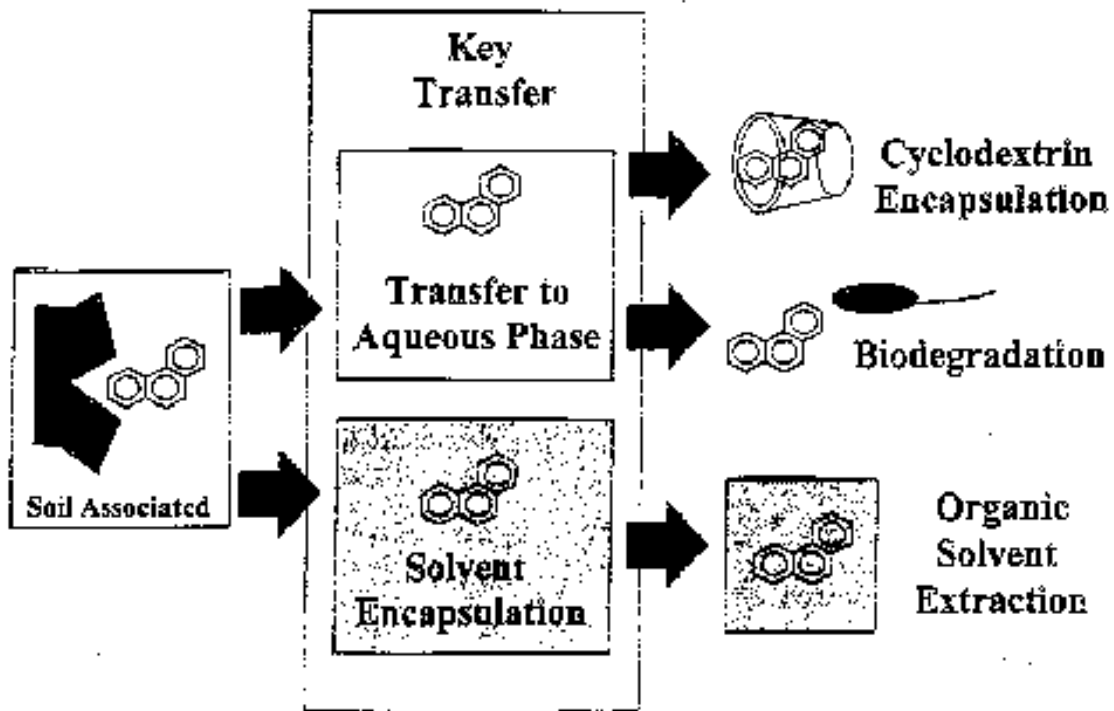 Key
Transfer
Cyclodextrin
Encapsulation
Transfer to
Aqueous Phase
Biodegradation
Soil Associated
Solvent
Encapsulation
Organic
Solvent
Extraction